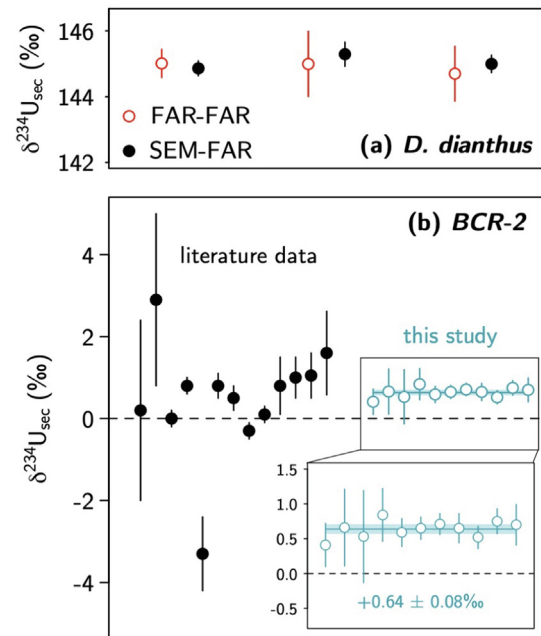 146
144
142
δ²³⁴Usec (‰)
FAR-FAR
SEM-FAR
(a) D. dianthus
(b) BCR-2
literature data
this study
4
2
0
-2
-4
δ²³⁴Usec (‰)
1.5
1.0
0.5
0.0
-0.5
+0.64 ± 0.08‰